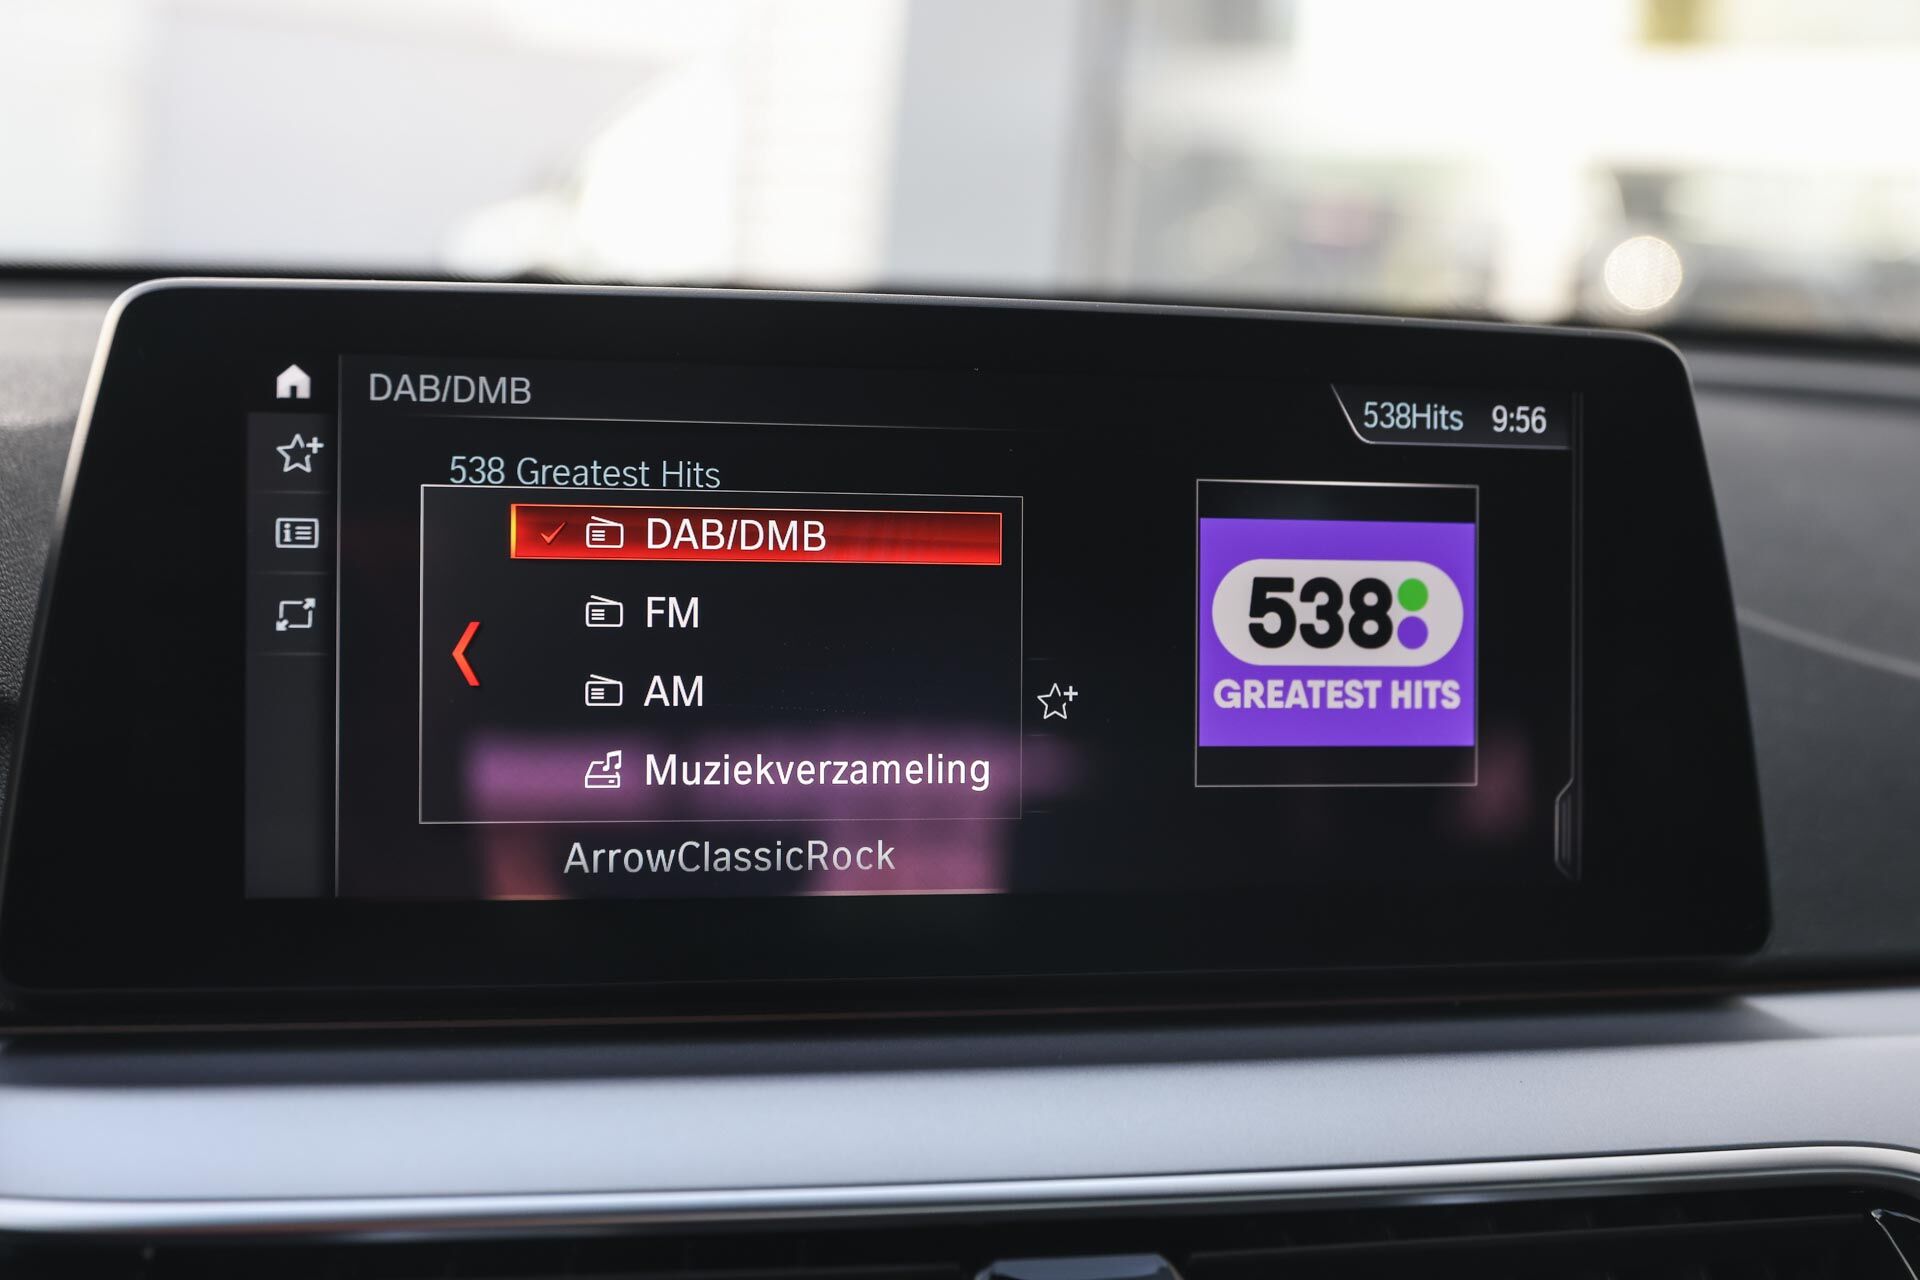 DAB/DMB
538Hits 9:56
538 Greatest Hits
DAB/DMB
FM
AM
Muziekverzameling
ArrowClassicRock
538
GREATEST HITS